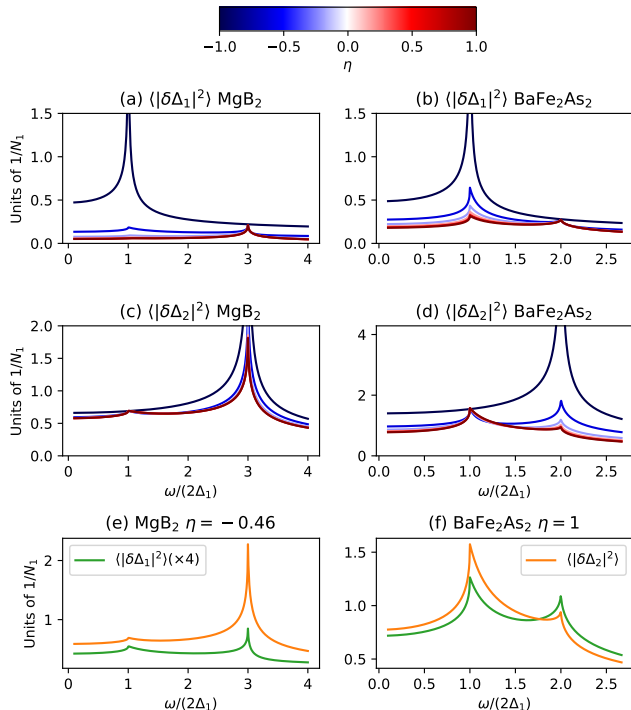 −1.0 −0.5 0.0 0.5 1.0
η
(a) ⟨|δΔ₁|²⟩ MgB₂
(b) ⟨|δΔ₁|²⟩ BaFe₂As₂
Units of 1/N₁
1.5
1.0
0.5
0.0
0 1 2 3 4
1.5
1.0
0.5
0.0
0.0 0.5 1.0 1.5 2.0 2.5
(c) ⟨|δΔ₂|²⟩ MgB₂
(d) ⟨|δΔ₂|²⟩ BaFe₂As₂
Units of 1/N₁
2.0
1.5
1.0
0.5
0.0
0 1 2 3 4
ω/(2Δ₁)
4
2
0
0.0 0.5 1.0 1.5 2.0 2.5
ω/(2Δ₁)
(e) MgB₂ η = −0.46
(f) BaFe₂As₂ η = 1
Units of 1/N₁
⟨|δΔ₁|²⟩(×4)
2
1
0 1 2 3 4
ω/(2Δ₁)
⟨|δΔ₂|²⟩
1.5
1.0
0.5
0.0 0.5 1.0 1.5 2.0 2.5
ω/(2Δ₁)